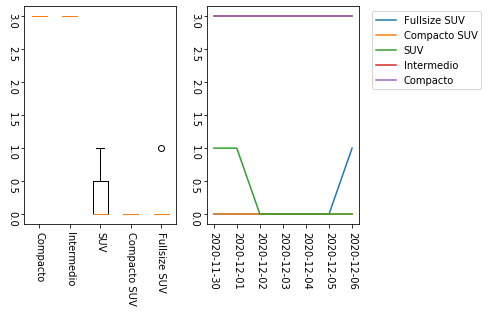 3.0
2.5
2.0
1.5
1.0
0.5
0.0
Compacto
Intermedio
SUV
Compacto SUV
Fullsize SUV
3.0
2.5
2.0
1.5
1.0
0.5
0.0
2020-11-30
2020-12-01
2020-12-02
2020-12-03
2020-12-04
2020-12-05
2020-12-06
Fullsize SUV
Compacto SUV
SUV
Intermedio
Compacto